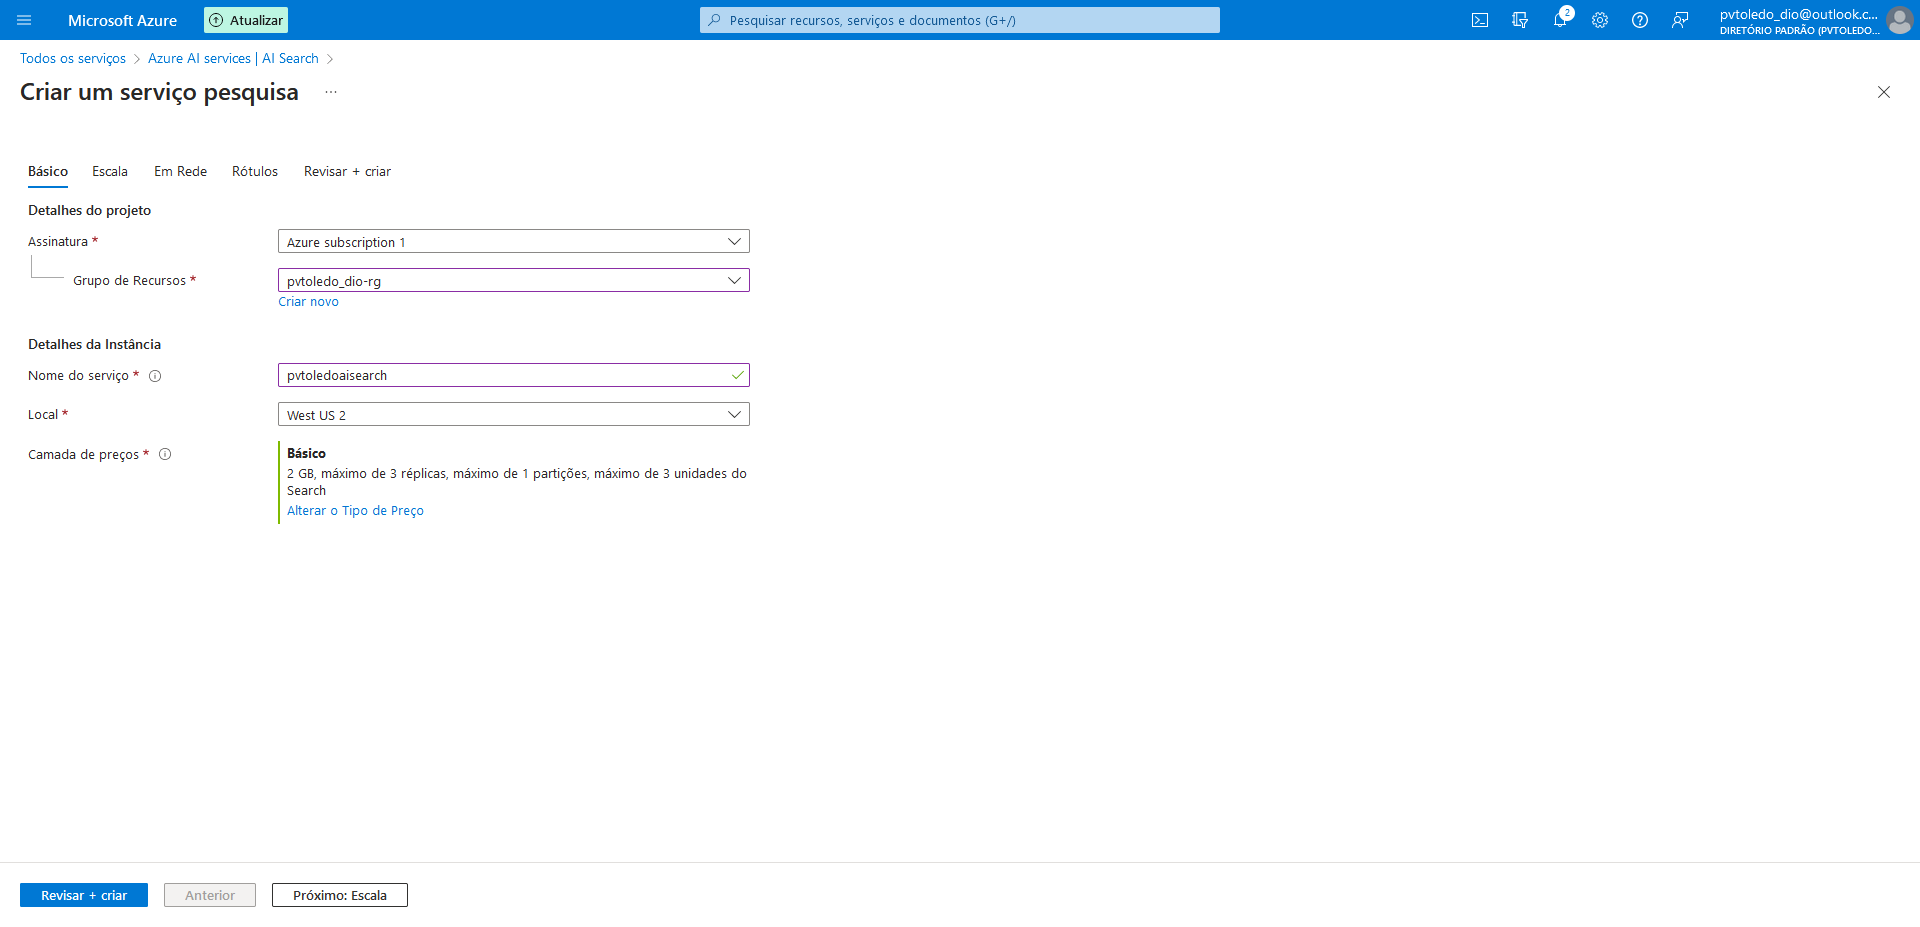 Microsoft Azure
Atualizar
Pesquisar recursos, serviços e documentos (G+/)
2
pvtoledo_dio@outlook.c...
DIRETÓRIO PADRÃO (PVTOLEDO...
Todos os serviços > Azure AI services | AI Search >
Criar um serviço pesquisa ...
Básico Escala Em Rede Rótulos Revisar + criar
Detalhes do projeto
Assinatura *
Azure subscription 1
Grupo de Recursos *
pvtoledo_dio-rg
Criar novo
Detalhes da Instância
Nome do serviço *
pvtoledoaisearch
Local *
West US 2
Camada de preços *
Básico
2 GB, máximo de 3 réplicas, máximo de 1 partições, máximo de 3 unidades do
Search
Alterar o Tipo de Preço
Revisar + criar
Anterior
Próximo: Escala